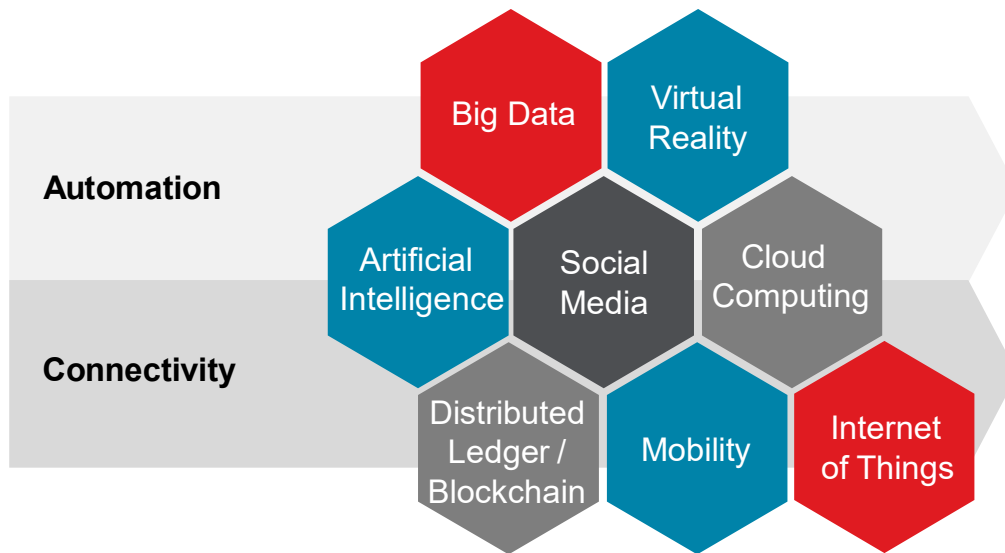 Big Data
Virtual
Reality
Automation
Artificial
Intelligence
Social
Media
Cloud
Computing
Connectivity
Distributed
Ledger /
Blockchain
Mobility
Internet
of Things